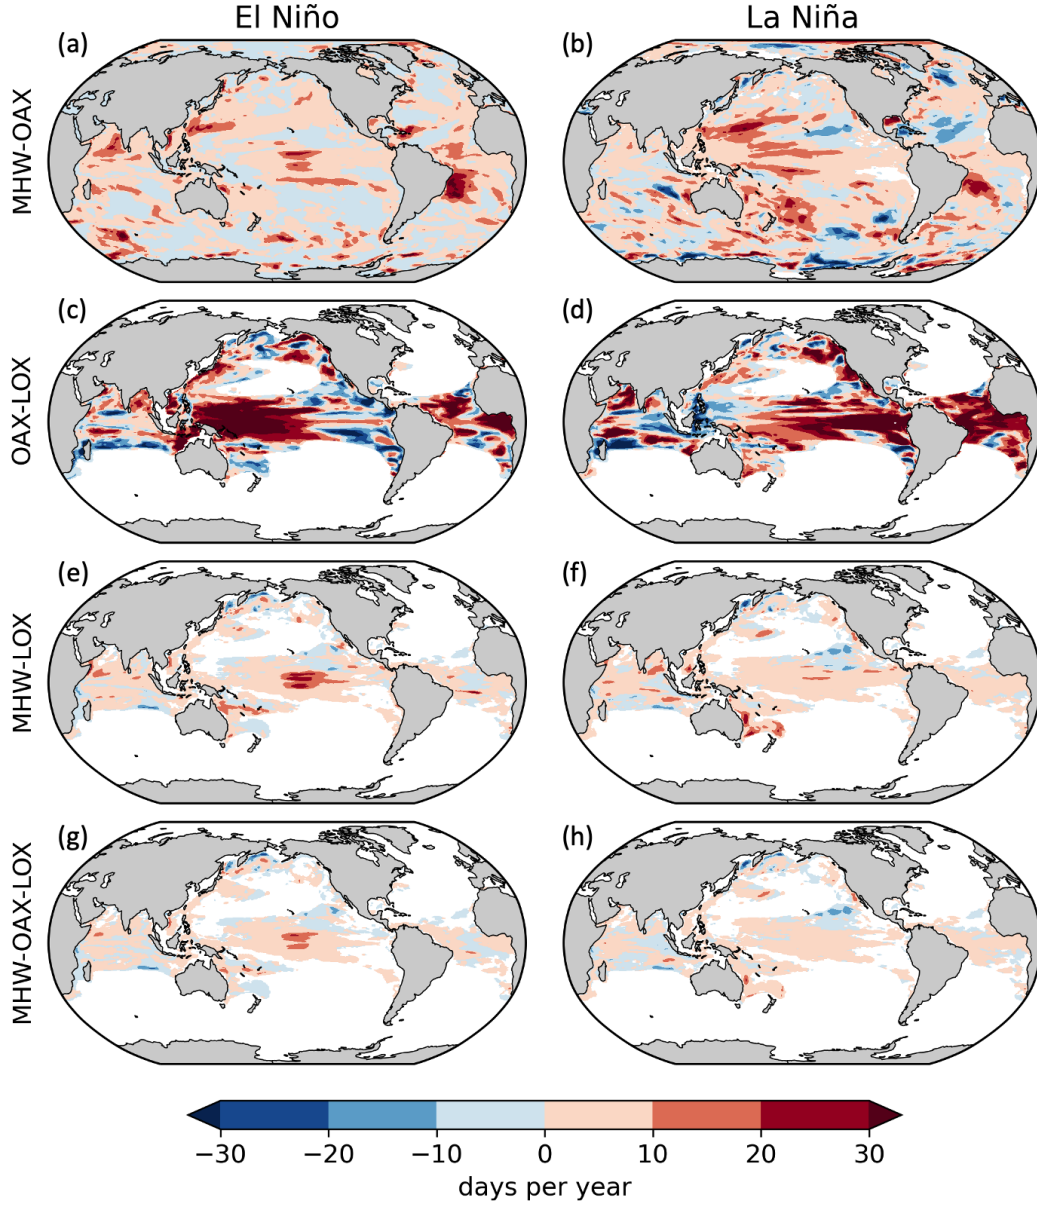 El Niño La Niña
(a) (b)
MHW-OAX
(c) (d)
OAX-LOX
(e) (f)
MHW-LOX
(g) (h)
MHW-OAX-LOX
−30 −20 −10 0 10 20 30
days per year